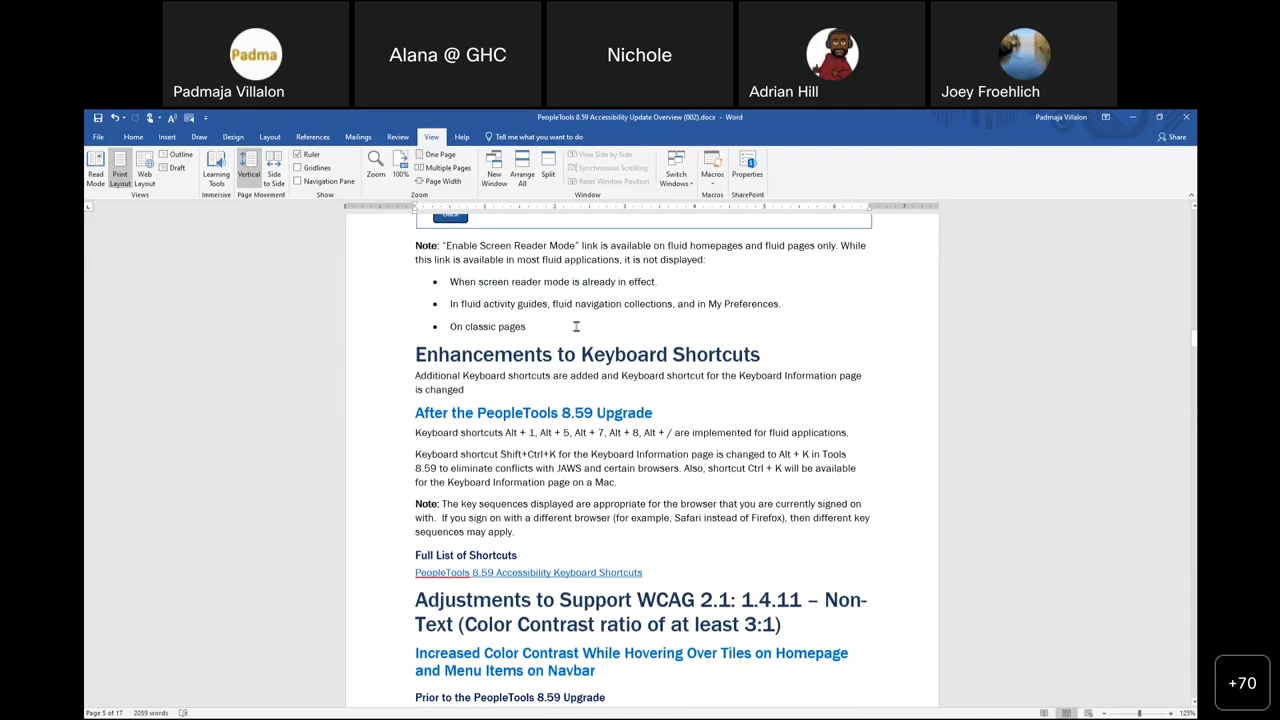 Padma
Padmaja Villalon
Alana @ GHC
Nichole
Adrian Hill
Joey Froehlich
PeopleTools 8.59 Accessibility Update Overview (002).docx - Word
Padmaja Villalon
File Home Insert Draw Design Layout References Mailings Review View Help Tell me what you want to do
Share
Read Mode
Print Layout
Web Layout
Outline
Draft
Views
Learning Tools
Immersive
Vertical
Side to Side
Page Movement
Ruler
Gridlines
Navigation Pane
Show
Zoom
100%
One Page
Multiple Pages
Page Width
Zoom
New Window
Arrange All
Split
View Side by Side
Synchronous Scrolling
Reset Window Position
Window
Switch Windows
Macros
Macros
Properties
SharePoint
Note: “Enable Screen Reader Mode” link is available on fluid homepages and fluid pages only. While
this link is available in most fluid applications, it is not displayed:
• When screen reader mode is already in effect.
• In fluid activity guides, fluid navigation collections, and in My Preferences.
• On classic pages
Enhancements to Keyboard Shortcuts
Additional Keyboard shortcuts are added and Keyboard shortcut for the Keyboard Information page
is changed
After the PeopleTools 8.59 Upgrade
Keyboard shortcuts Alt + 1, Alt + 5, Alt + 7, Alt + 8, Alt + / are implemented for fluid applications.
Keyboard shortcut Shift+Ctrl+K for the Keyboard Information page is changed to Alt + K in Tools
8.59 to eliminate conflicts with JAWS and certain browsers. Also, shortcut Ctrl + K will be available
for the Keyboard Information page on a Mac.
Note: The key sequences displayed are appropriate for the browser that you are currently signed on
with. If you sign on with a different browser (for example, Safari instead of Firefox), then different key
sequences may apply.
Full List of Shortcuts
PeopleTools 8.59 Accessibility Keyboard Shortcuts
Adjustments to Support WCAG 2.1: 1.4.11 – Non-
Text (Color Contrast ratio of at least 3:1)
Increased Color Contrast While Hovering Over Tiles on Homepage
and Menu Items on Navbar
Prior to the PeopleTools 8.59 Upgrade
+70
Page 5 of 17 2059 words
125%